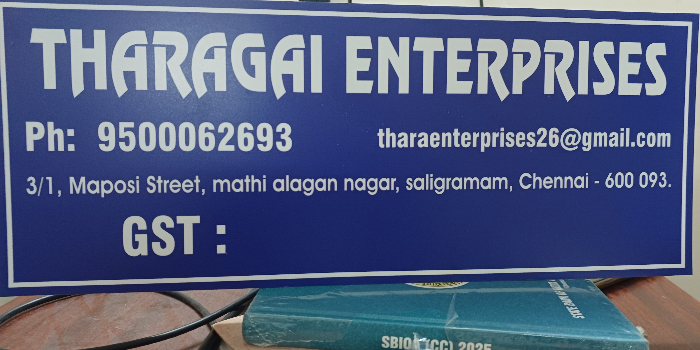 THARAGAI ENTERPRISES
Ph: 9500062693 tharaenterprises26@gmail.com
3/1, Maposi Street, mathi alagan nagar, saligramam, Chennai - 600 093.
GST :
2025